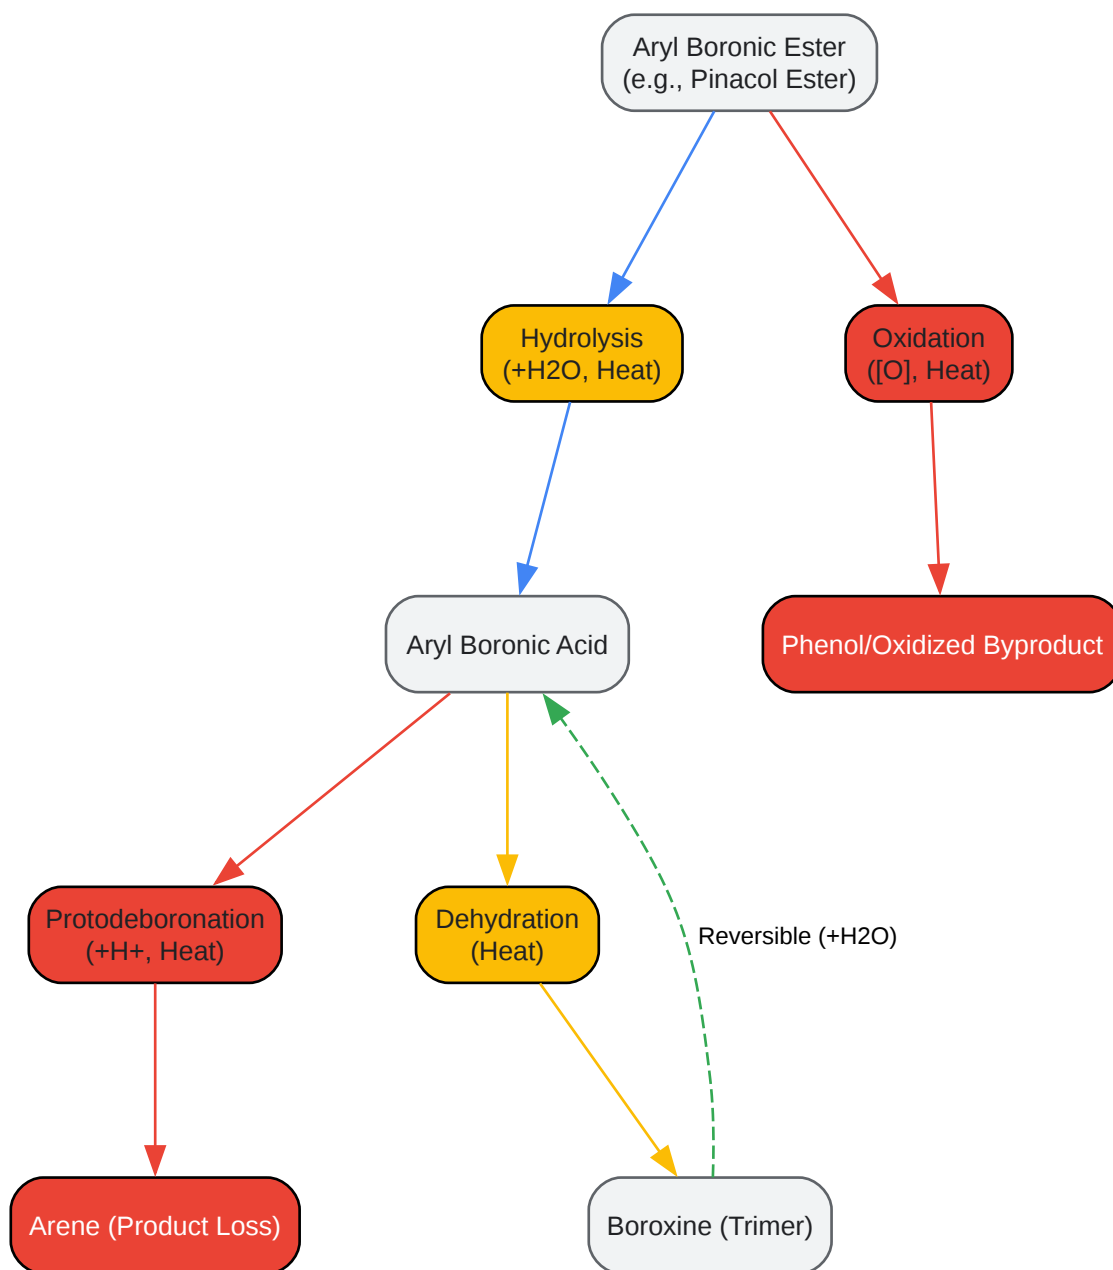 Aryl Boronic Ester
(e.g., Pinacol Ester)
Hydrolysis
(+H2O, Heat)
Oxidation
([O], Heat)
Aryl Boronic Acid
Phenol/Oxidized Byproduct
Protodeboronation
(+H+, Heat)
Dehydration
(Heat)
Reversible (+H2O)
Arene (Product Loss)
Boroxine (Trimer)